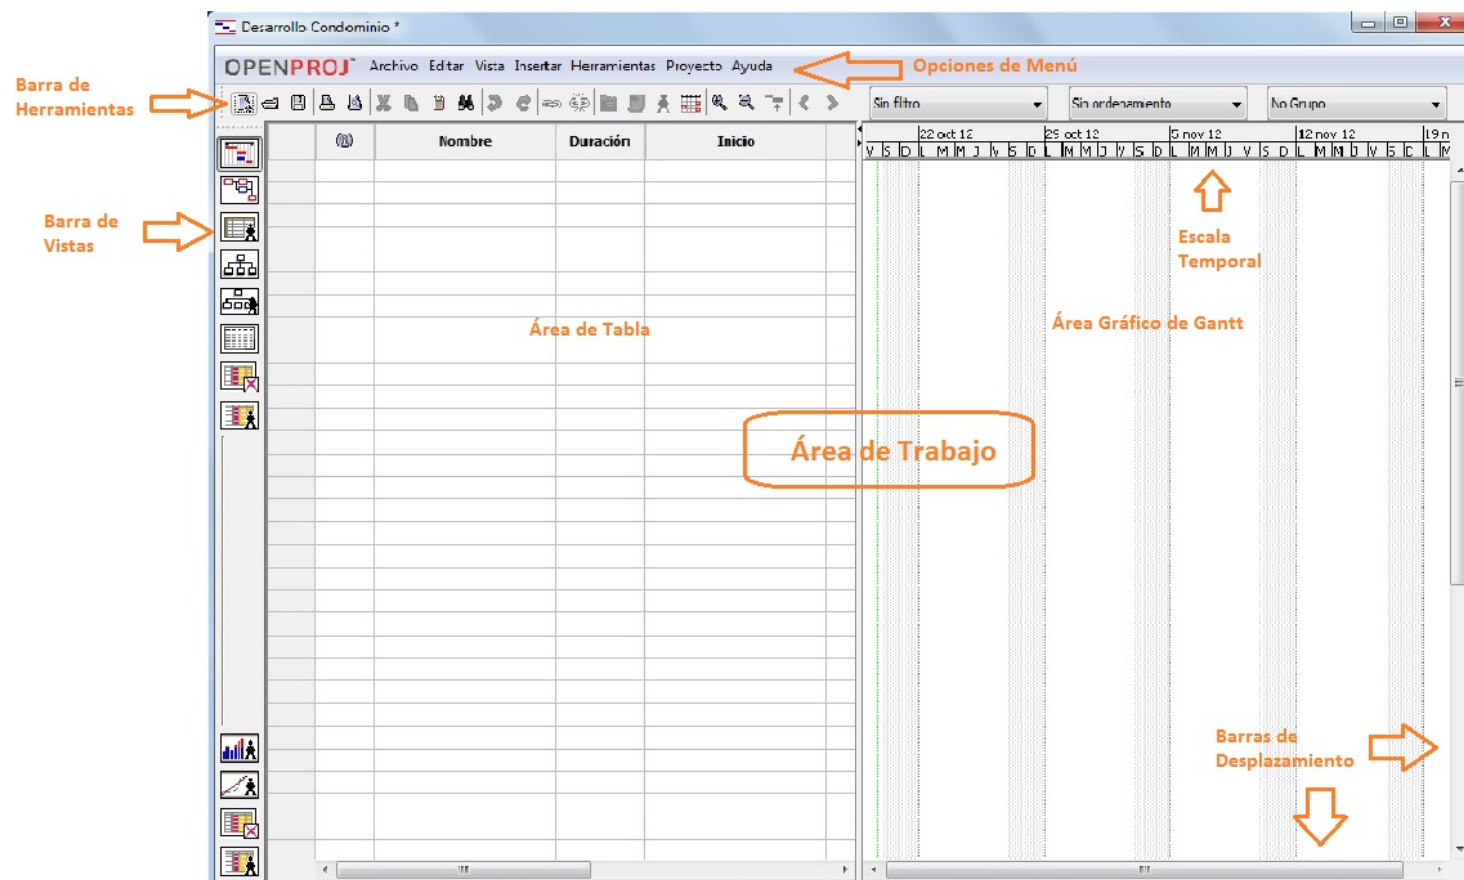 Desarrollo Condominio *
OPENPROJ Archivo Editar Vista Insertar Herramientas Proyecto Ayuda
Opciones de Menú
Barra de
Herramientas
Sin filtro
Sin ordenamiento
No Grupo
Nombre
Duración
Inicio
22 oct 12
29 oct 12
5 nov 12
12 nov 12
19 n
V S D L M M J V S D L M M J V S D L M M J V S D L M M J V S D L M
Barra de
Vistas
Escala
Temporal
Área de Tabla
Área Gráfico de Gantt
Área de Trabajo
Barras de
Desplazamiento